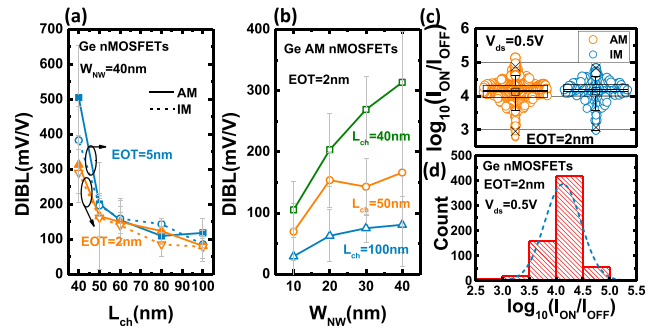 (a)
Ge nMOSFETs
W_NW=40nm
AM
IM
EOT=5nm
EOT=2nm
DIBL(mV/V)
700
600
500
400
300
200
100
0
40 50 60 70 80 90 100
L_ch(nm)
(b)
Ge AM nMOSFETs
EOT=2nm
L_ch=40nm
L_ch=50nm
L_ch=100nm
DIBL(mV/V)
400
300
200
100
0
10 20 30 40
W_NW(nm)
(c)
V_ds=0.5V
AM
IM
EOT=2nm
log₁₀(I_ON/I_OFF)
6
5
4
3
2
(d)
Ge nMOSFETs
EOT=2nm
V_ds=0.5V
Count
500
400
300
200
100
0
2.5 3.0 3.5 4.0 4.5 5.0 5.5
log₁₀(I_ON/I_OFF)